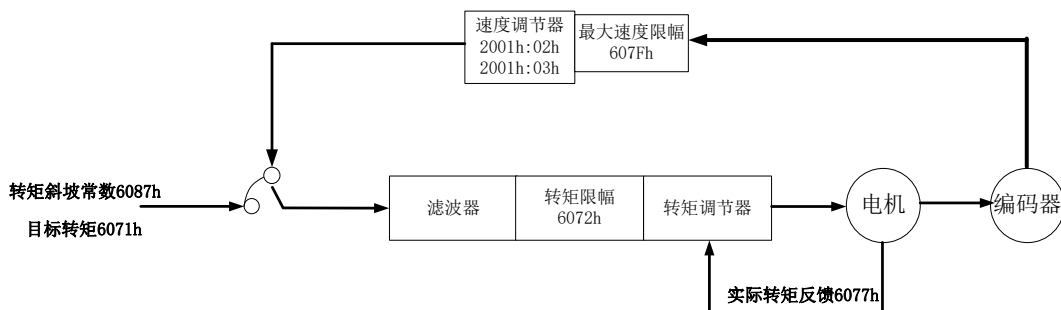 速度调节器
2001h:02h
2001h:03h
最大速度限幅
607Fh
转矩斜坡常数6087h
目标转矩6071h
滤波器
转矩限幅
6072h
转矩调节器
电机
编码器
实际转矩反馈6077h